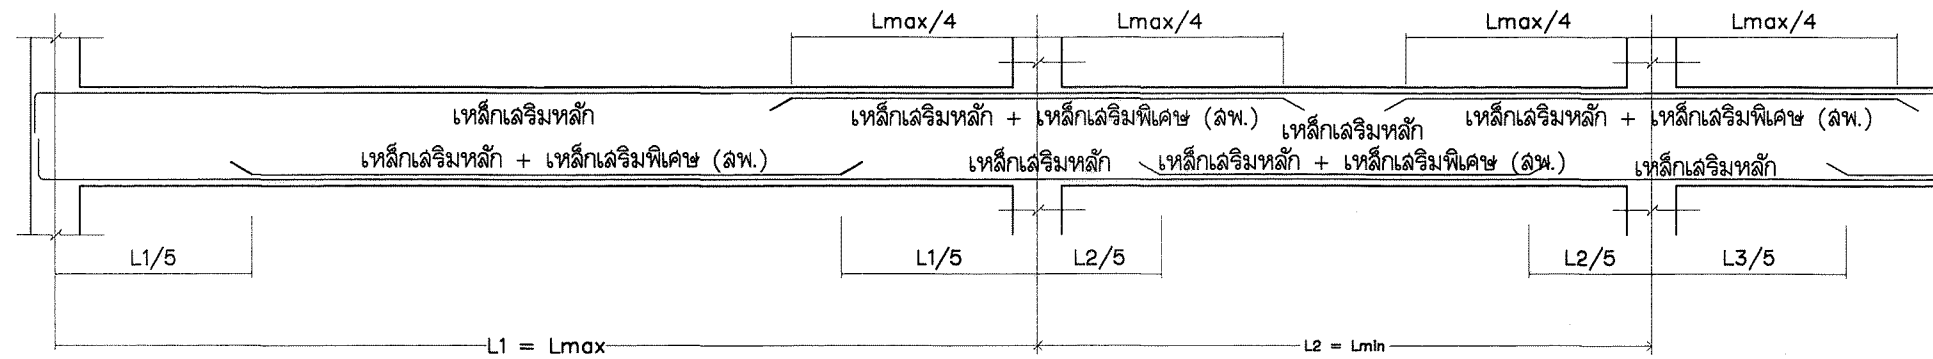 Lmax/4 Lmax/4 Lmax/4 Lmax/4
เหล็กเสริมหลัก เหล็กเสริมหลัก + เหล็กเสริมพิเศษ (สพ.) เหล็กเสริมหลัก + เหล็กเสริมพิเศษ (สพ.)
เหล็กเสริมหลัก
เหล็กเสริมหลัก + เหล็กเสริมพิเศษ (สพ.) เหล็กเสริมหลัก เหล็กเสริมหลัก + เหล็กเสริมพิเศษ (สพ.) เหล็กเสริมหลัก
L1/5 L1/5 L2/5 L2/5 L3/5
L1 = Lmax L2 = Lmin